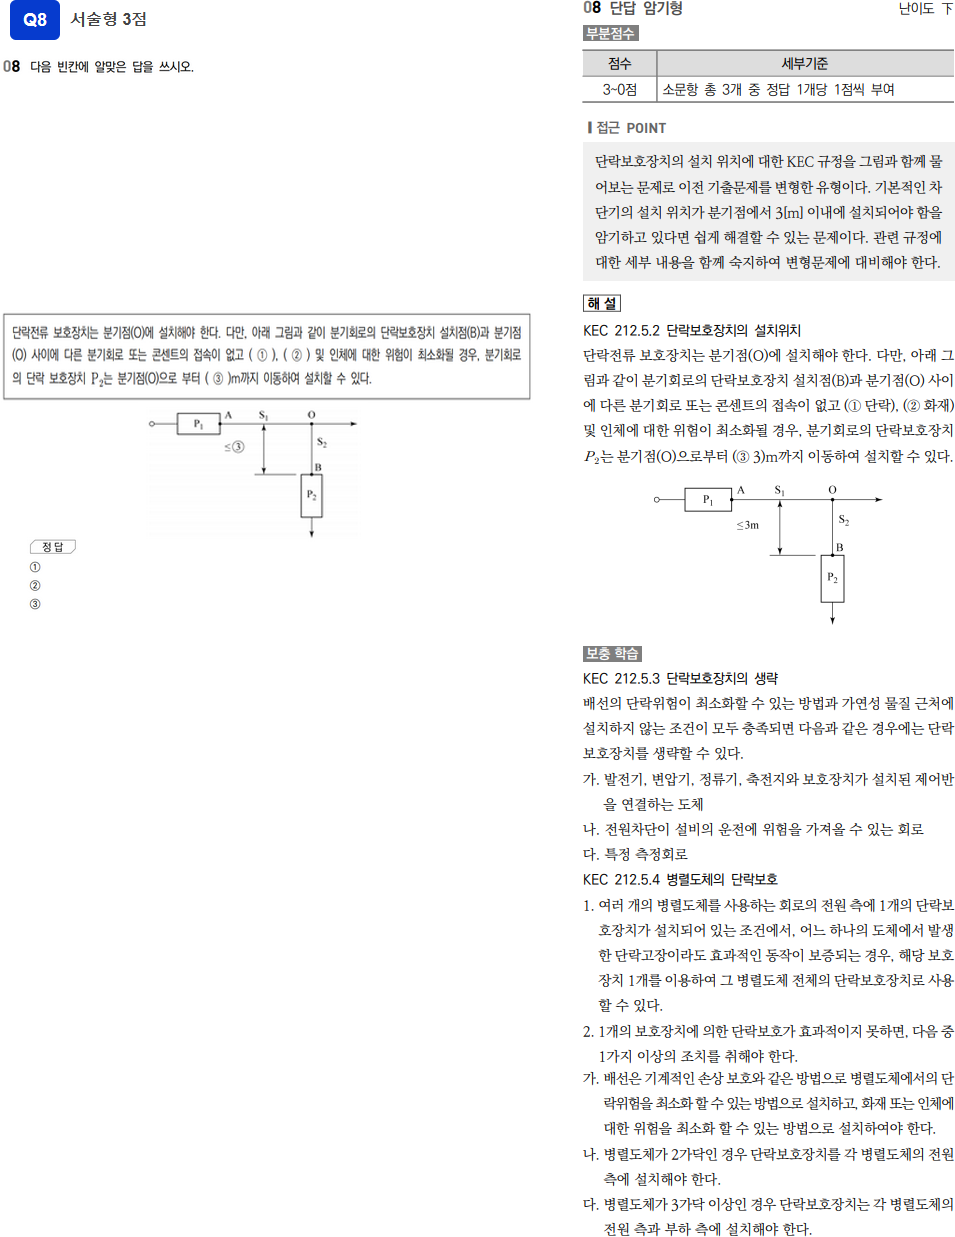 Q8 서술형 3점
08 다음 빈칸에 알맞은 답을 쓰시오.
단락전류 보호장치는 분기점(O)에 설치해야 한다. 다만, 아래 그림과 같이 분기회로의 단락보호장치 설치점(B)과 분기점
(O) 사이에 다른 분기회로 또는 콘센트의 접속이 없고 ( ① ), ( ② ) 및 인체에 대한 위험이 최소화될 경우, 분기회로
의 단락 보호장치 P₂는 분기점(O)으로 부터 ( ③ )m까지 이동하여 설치할 수 있다.
P₁ A S₁ O
≤③ S₂
B
P₂
정답
①
②
③
08 단답 암기형 난이도 下
부분점수
점수 세부기준
3~0점 소문항 총 3개 중 정답 1개당 1점씩 부여
접근 POINT
단락보호장치의 설치 위치에 대한 KEC 규정을 그림과 함께 물
어보는 문제로 이전 기출문제를 변형한 유형이다. 기본적인 차
단기의 설치 위치가 분기점에서 3[m] 이내에 설치되어야 함을
암기하고 있다면 쉽게 해결할 수 있는 문제이다. 관련 규정에
대한 세부 내용을 함께 숙지하여 변형문제에 대비해야 한다.
해설
KEC 212.5.2 단락보호장치의 설치위치
단락전류 보호장치는 분기점(O)에 설치해야 한다. 다만, 아래 그
림과 같이 분기회로의 단락보호장치 설치점(B)과 분기점(O) 사이
에 다른 분기회로 또는 콘센트의 접속이 없고 (① 단락), (② 화재)
및 인체에 대한 위험이 최소화될 경우, 분기회로의 단락보호장치
P₂는 분기점(O)으로부터 (③ 3)m까지 이동하여 설치할 수 있다.
P₁ A S₁ O
≤3m S₂
B
P₂
보충 학습
KEC 212.5.3 단락보호장치의 생략
배선의 단락위험이 최소화할 수 있는 방법과 가연성 물질 근처에
설치하지 않는 조건이 모두 충족되면 다음과 같은 경우에는 단락
보호장치를 생략할 수 있다.
가. 발전기, 변압기, 정류기, 축전지와 보호장치가 설치된 제어반
을 연결하는 도체
나. 전원차단이 설비의 운전에 위험을 가져올 수 있는 회로
다. 특정 측정회로
KEC 212.5.4 병렬도체의 단락보호
1. 여러 개의 병렬도체를 사용하는 회로의 전원 측에 1개의 단락보
호장치가 설치되어 있는 조건에서, 어느 하나의 도체에서 발생
한 단락고장이라도 효과적인 동작이 보증되는 경우, 해당 보호
장치 1개를 이용하여 그 병렬도체 전체의 단락보호장치로 사용
할 수 있다.
2. 1개의 보호장치에 의한 단락보호가 효과적이지 못하면, 다음 중
1가지 이상의 조치를 취해야 한다.
가. 배선은 기계적인 손상 보호와 같은 방법으로 병렬도체에서의 단
락위험을 최소화 할 수 있는 방법으로 설치하고, 화재 또는 인체에
대한 위험을 최소화 할 수 있는 방법으로 설치하여야 한다.
나. 병렬도체가 2가닥인 경우 단락보호장치를 각 병렬도체의 전원
측에 설치해야 한다.
다. 병렬도체가 3가닥 이상인 경우 단락보호장치는 각 병렬도체의
전원 측과 부하 측에 설치해야 한다.